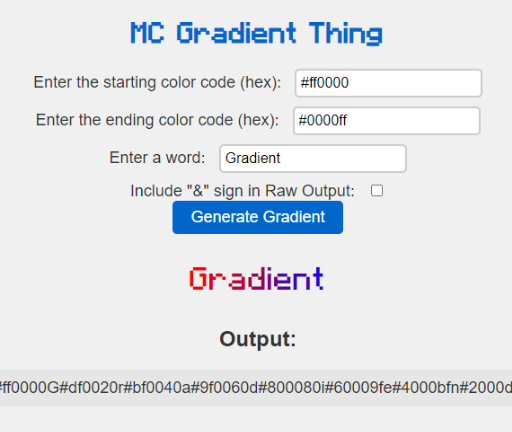 MC Gradient Thing
Enter the starting color code (hex): #ff0000
Enter the ending color code (hex): #0000ff
Enter a word: Gradient
Include "&" sign in Raw Output:
Generate Gradient
Gradient
Output:
#ff0000G#df0020r#bf0040a#9f0060d#800080i#60009fe#4000bfn#2000d